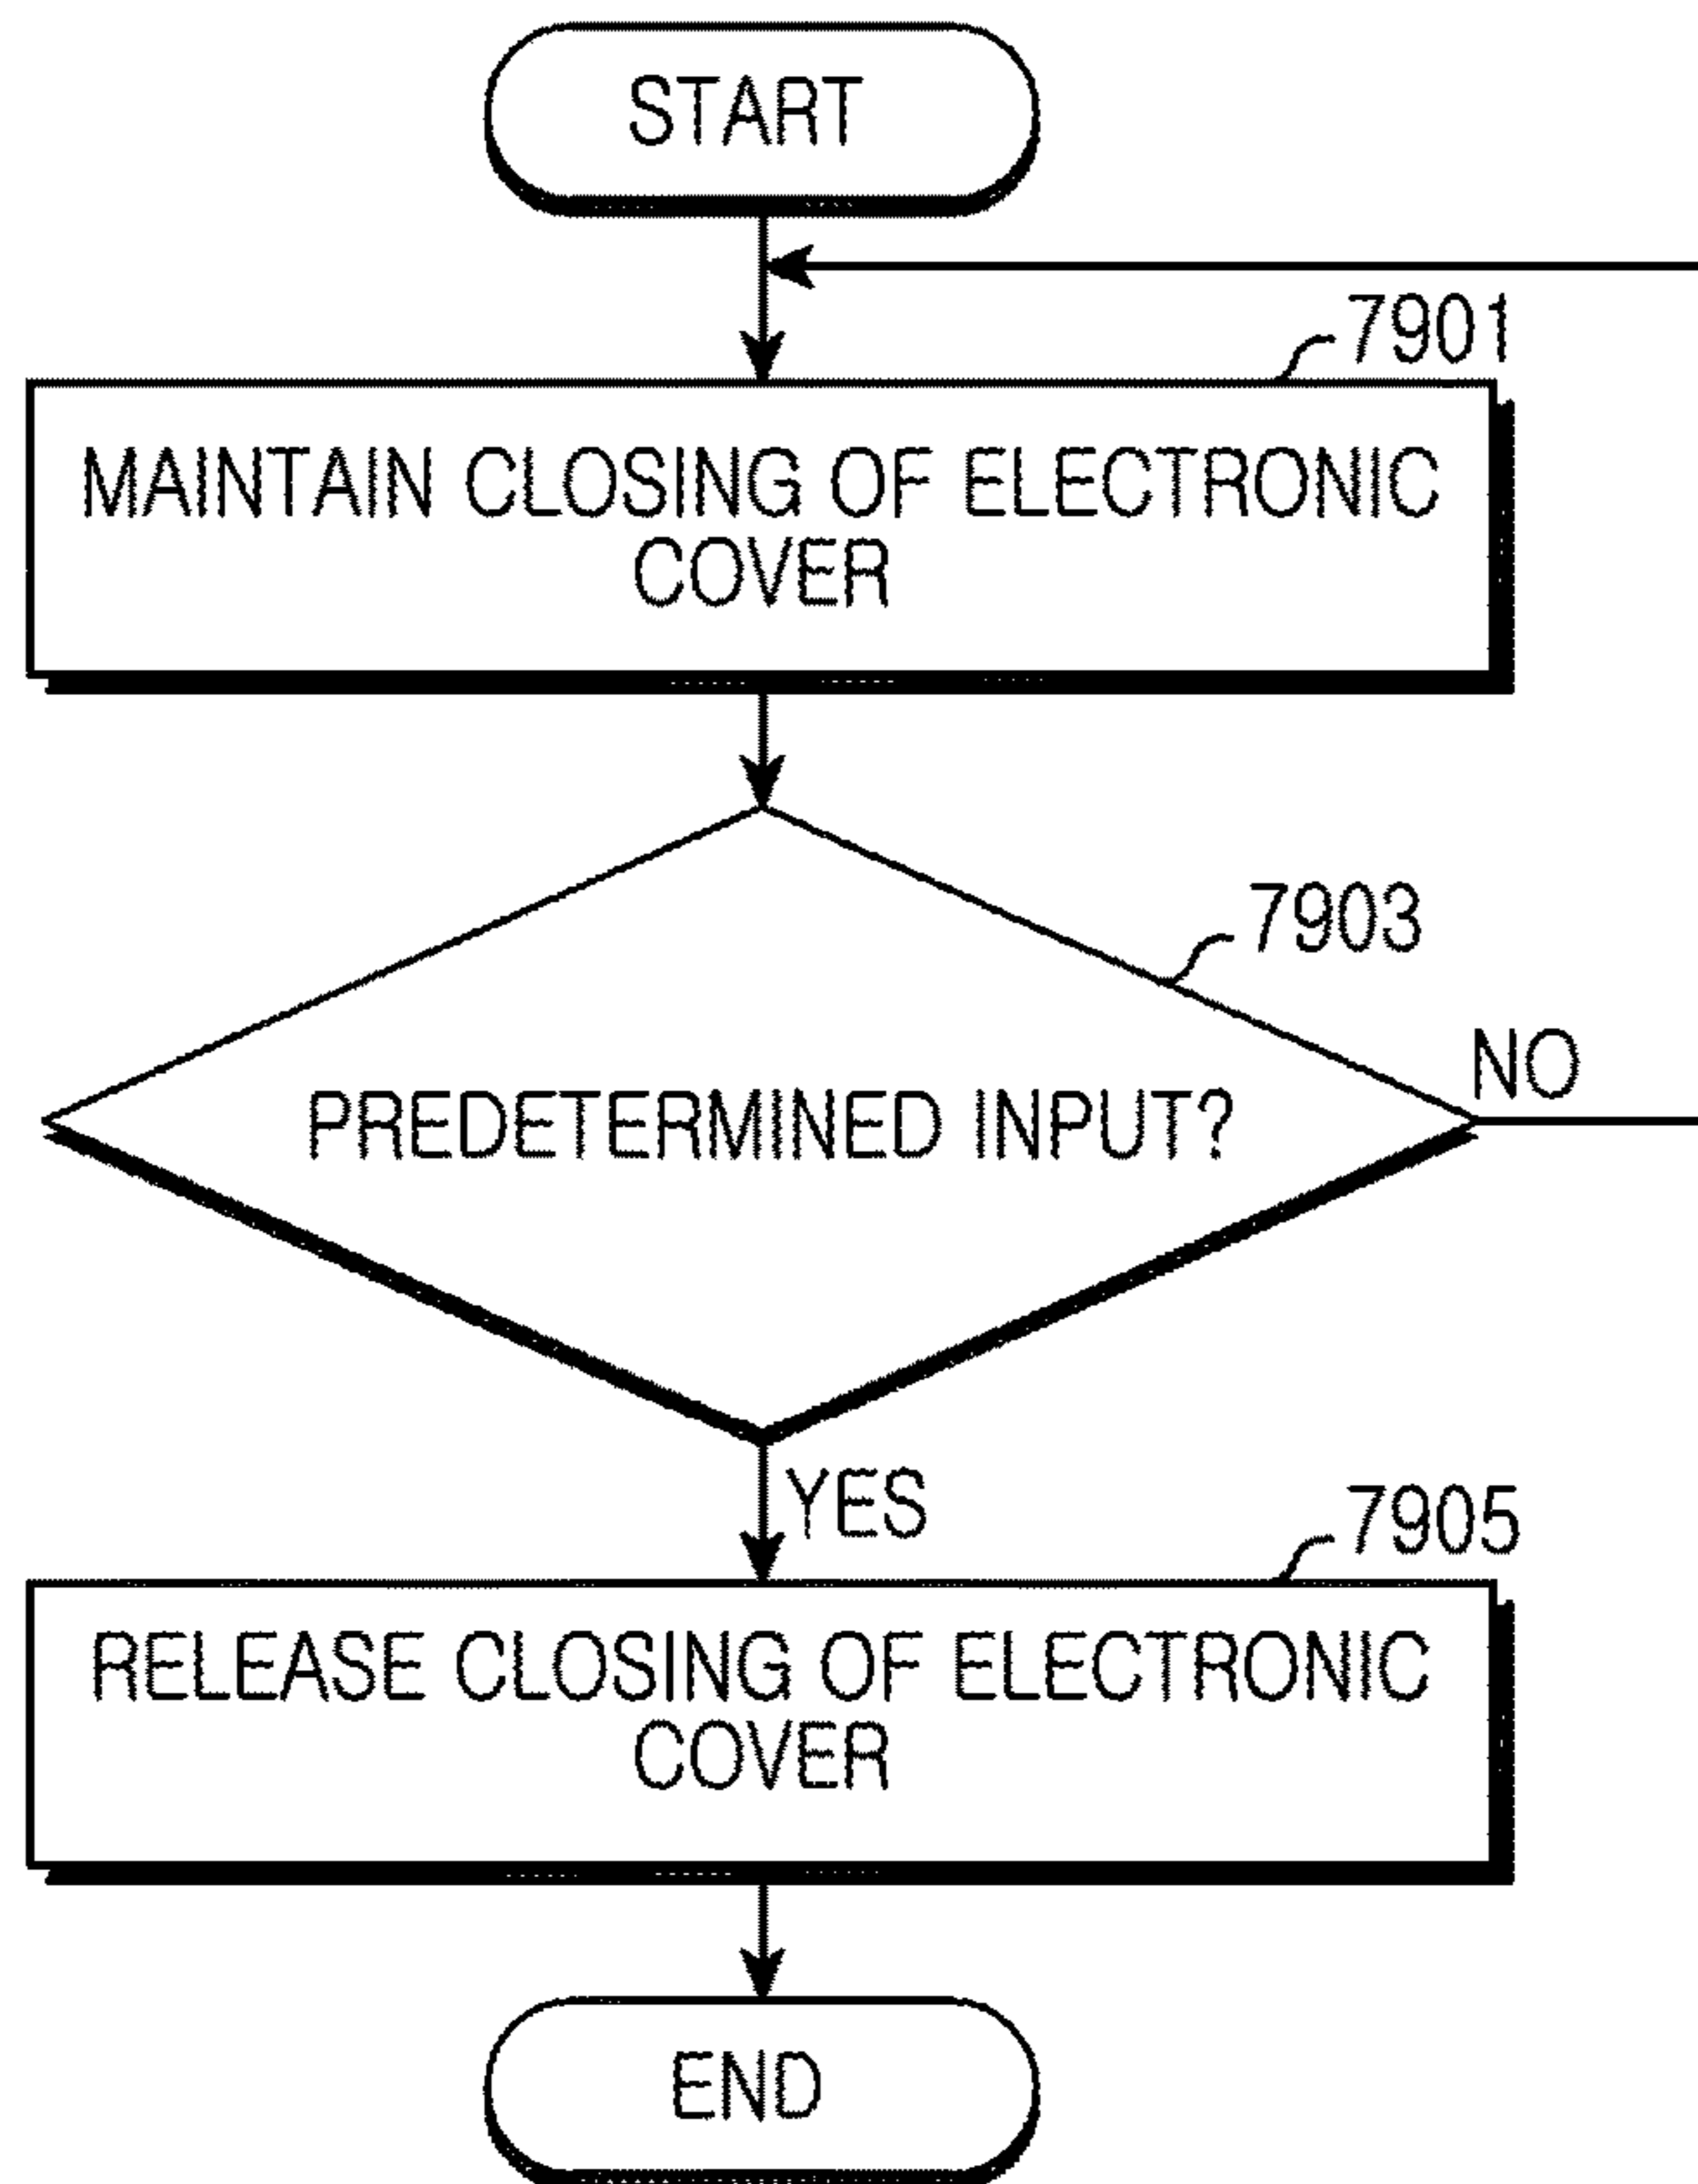 START
7901
MAINTAIN CLOSING OF ELECTRONIC
COVER
7903
PREDETERMINED INPUT?
NO
YES
7905
RELEASE CLOSING OF ELECTRONIC
COVER
END